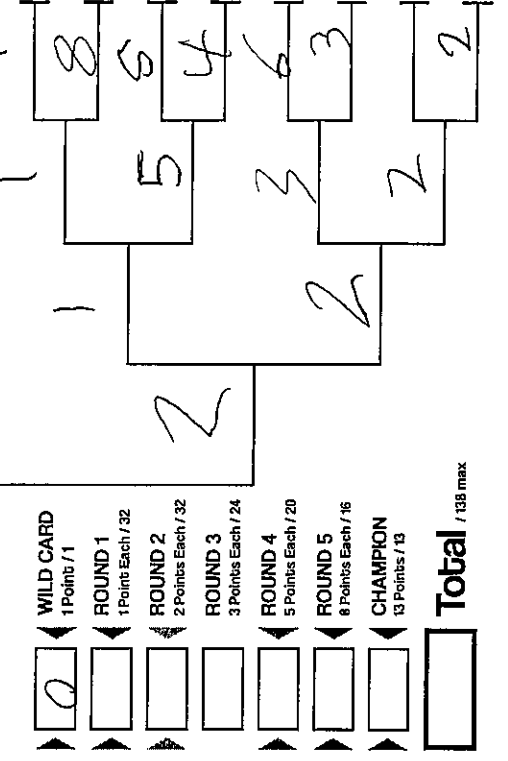 8
5
4
6
3
2
1
5
3
2
1
2
2
0
WILD CARD
1 Point / 1
ROUND 1
1 Point Each / 32
ROUND 2
2 Points Each / 32
ROUND 3
3 Points Each / 24
ROUND 4
5 Points Each / 20
ROUND 5
8 Points Each / 16
CHAMPION
13 Points / 13
Total / 138 max